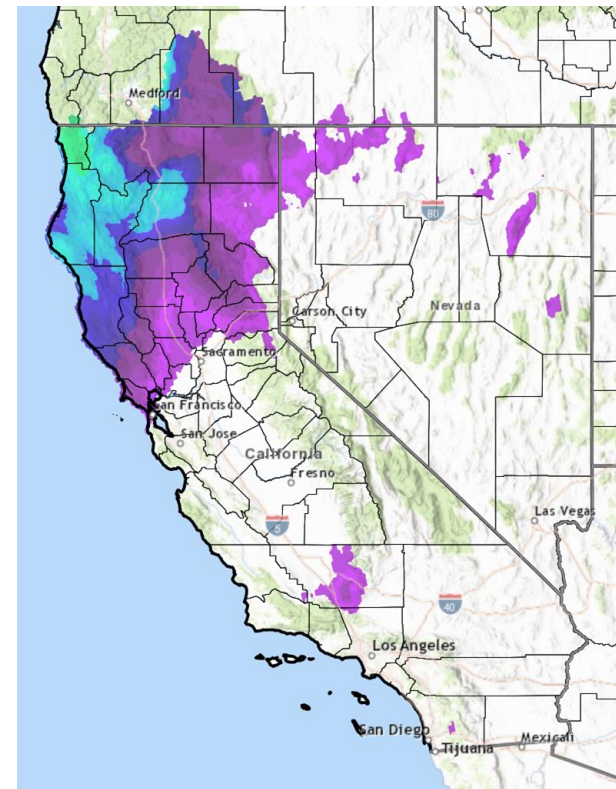 Medford
80
Carson City
Nevada
Sacramento
San Francisco
San Jose
California
Fresno
5
Las Vegas
40
Los Angeles
San Diego
Tijuana
Mexicali